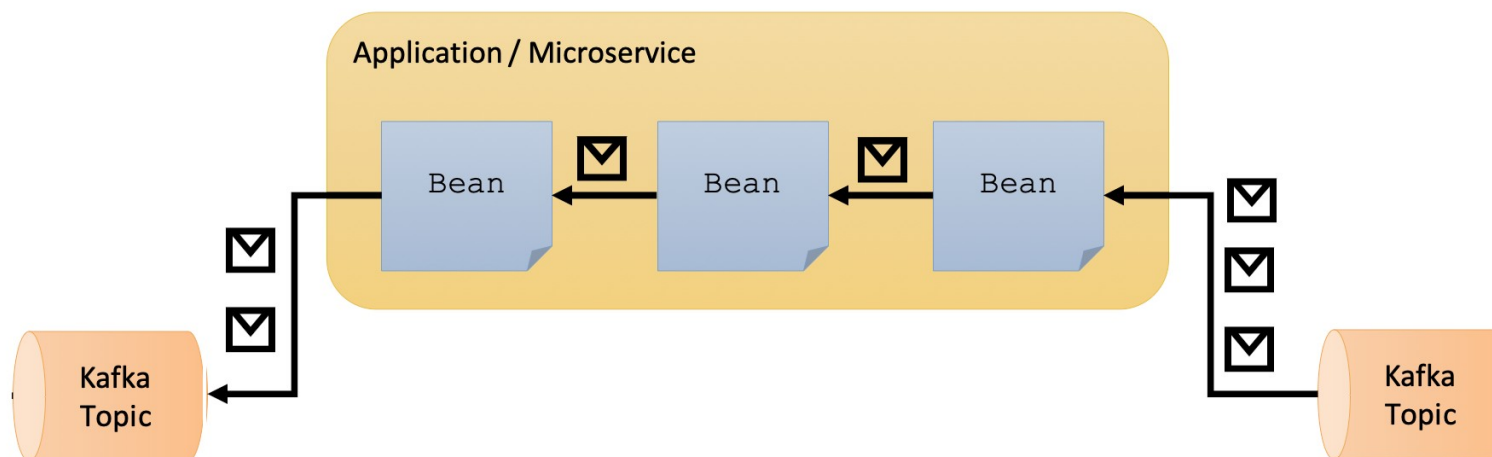 Application / Microservice
Bean
Bean
Bean
Kafka
Topic
Kafka
Topic